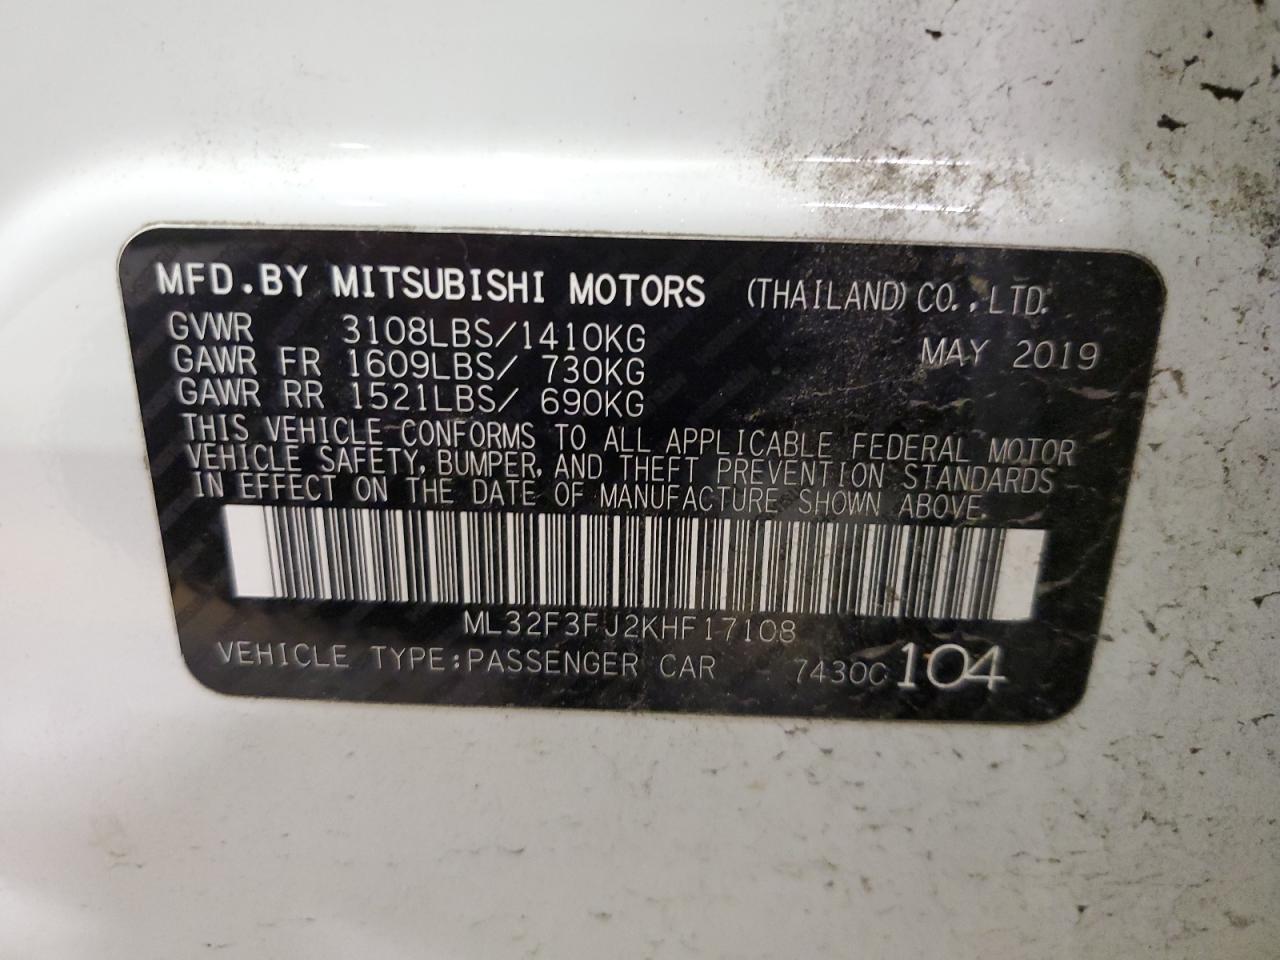 MFD.BY MITSUBISHI MOTORS (THAILAND) CO.,LTD.
GVWR 3108LBS/1410KG MAY 2019
GAWR FR 1609LBS/ 730KG
GAWR RR 1521LBS/ 690KG
THIS VEHICLE CONFORMS TO ALL APPLICABLE FEDERAL MOTOR
VEHICLE SAFETY, BUMPER, AND THEFT PREVENTION STANDARDS
IN EFFECT ON THE DATE OF MANUFACTURE SHOWN ABOVE.
ML32F3FJ2KHF17108
VEHICLE TYPE:PASSENGER CAR 7430C 104